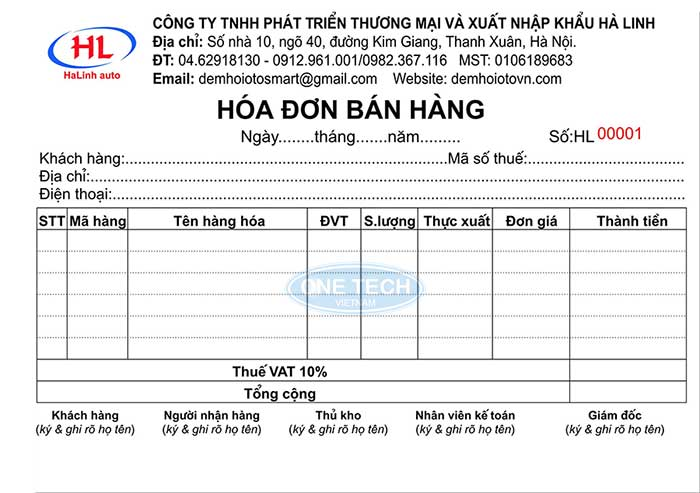 HL
HaLinh auto
CÔNG TY TNHH PHÁT TRIỂN THƯƠNG MẠI VÀ XUẤT NHẬP KHẨU HÀ LINH
Địa chỉ: Số nhà 10, ngõ 40, đường Kim Giang, Thanh Xuân, Hà Nội.
ĐT: 04.62918130 - 0912.961.001/0982.367.116 MST: 0106189683
Email: demhoiotosmart@gmail.com Website: demhoiotovn.com
HÓA ĐƠN BÁN HÀNG
Ngày........tháng........năm......... Số:HL 00001
Khách hàng:........................................Mã số thuế:............................
Địa chỉ:............................................................
Điện thoại:............................................................
STT Mã hàng Tên hàng hóa ĐVT S.lượng Thực xuất Đơn giá Thành tiền
ONE TECH
VIETNAM
Thuế VAT 10%
Tổng cộng
Khách hàng Người nhận hàng Thủ kho Nhân viên kế toán Giám đốc
(ký & ghi rõ họ tên) (ký & ghi rõ họ tên) (ký & ghi rõ họ tên) (ký & ghi rõ họ tên) (ký & ghi rõ họ tên)